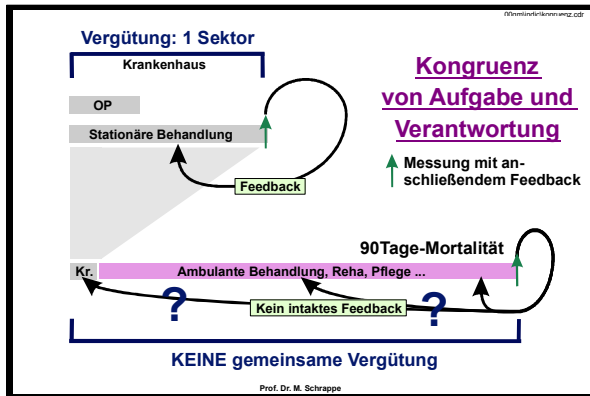 Vergütung: 1 Sektor
Krankenhaus
OP
Stationäre Behandlung
Feedback
Kongruenz
von Aufgabe und
Verantwortung
Messung mit an-
schließendem Feedback
90Tage-Mortalität
Kr.
Ambulante Behandlung, Reha, Pflege ...
?
Kein intaktes Feedback
?
KEINE gemeinsame Vergütung
Prof. Dr. M. Schrappe